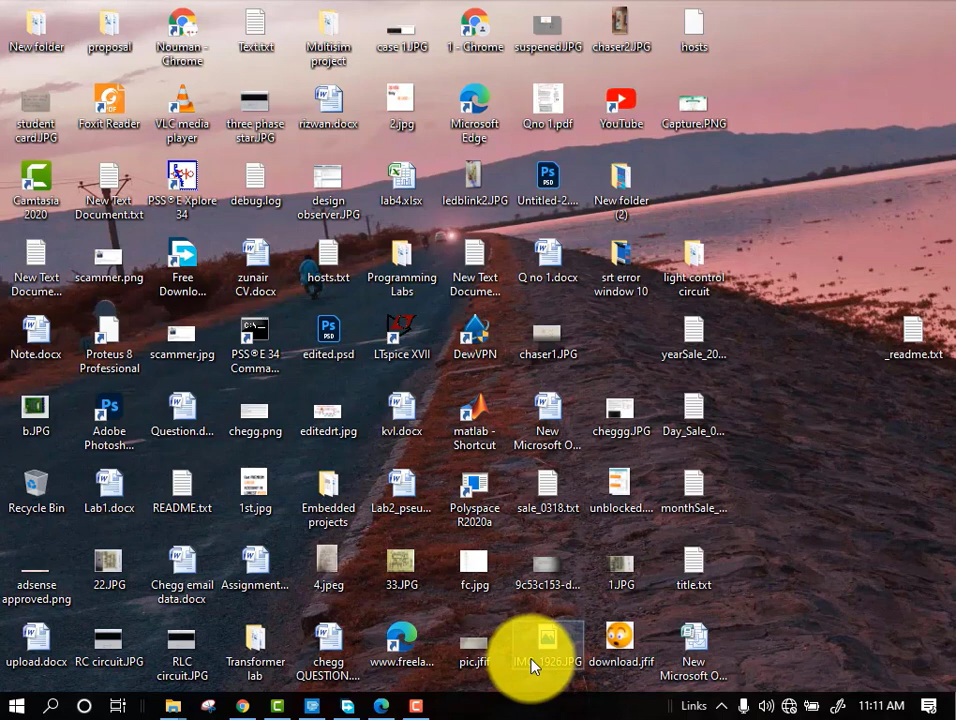 New folder
proposal
Nouman - Chrome
Text.txt
Multisim project
case 1.JPG
1 - Chrome
suspened.JPG
chaser2.JPG
hosts
student card.JPG
Foxit Reader
VLC media player
three phase star.JPG
rizwan.docx
2.jpg
Microsoft Edge
Qno 1.pdf
YouTube
Capture.PNG
Camtasia 2020
New Text Document.txt
PSS®E Xplore 34
debug.log
design observer.JPG
lab4.xlsx
ledblink2.JPG
Untitled-2....
New folder (2)
New Text Docume...
scammer.png
Free Downlo...
zunair CV.docx
hosts.txt
Programming Labs
New Text Docume...
Q no 1.docx
srt error window 10
light control circuit
Note.docx
Proteus 8 Professional
scammer.jpg
PSS®E 34 Comma...
edited.psd
LTspice XVII
DewVPN
chaser1.JPG
yearSale_20...
_readme.txt
b.JPG
Adobe Photosh...
Question.d...
chegg.png
editedrt.jpg
kvl.docx
matlab - Shortcut
New Microsoft O...
cheggg.JPG
Day_Sale_0...
Recycle Bin
Lab1.docx
README.txt
1st.jpg
Embedded projects
Lab2_pseu...
Polyspace R2020a
sale_0318.txt
unblocked....
monthSale_...
adsense approved.png
22.JPG
Chegg email data.docx
Assignment...
4.jpeg
33.JPG
fc.jpg
9c53c153-d...
1.JPG
title.txt
upload.docx
RC circuit.JPG
RLC circuit.JPG
Transformer lab
chegg QUESTION....
www.freela...
pic.jfif
IMG_1926.JPG
download.jfif
New Microsoft O...
Links
11:11 AM